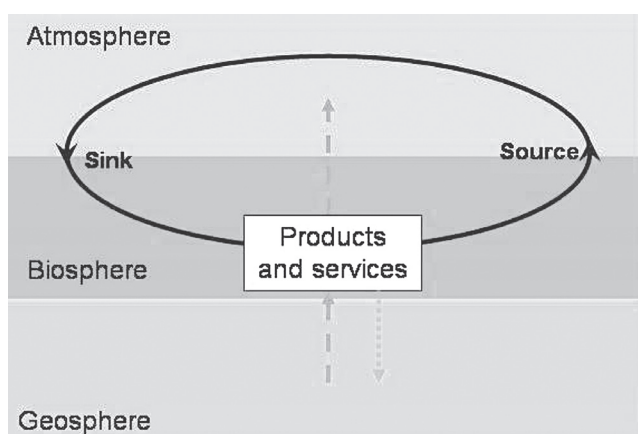 Atmosphere
Sink
Source
Products
and services
Biosphere
Geosphere